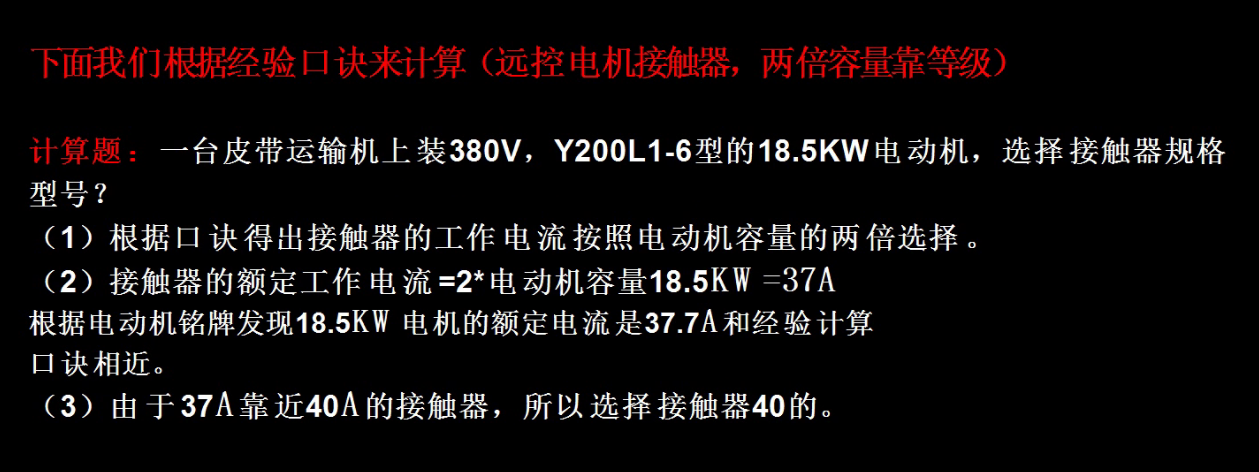 下面我们根据经验口诀来计算（远控电机接触器，两倍容量靠等级）
计算题：一台皮带运输机上装380V，Y200L1-6型的18.5KW电动机，选择接触器规格
型号？
（1）根据口诀得出接触器的工作电流按照电动机容量的两倍选择。
（2）接触器的额定工作电流=2*电动机容量18.5KW =37A
根据电动机铭牌发现18.5KW 电机的额定电流是37.7A和经验计算
口诀相近。
（3）由于37A靠近40A的接触器，所以选择接触器40的。